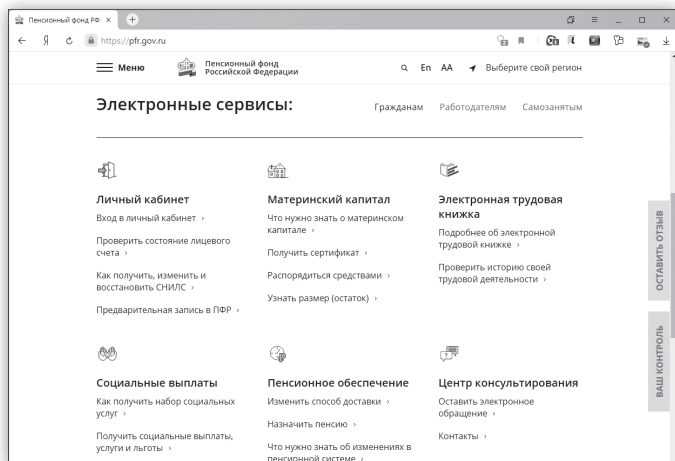 Пенсионный фонд РФ
https://pfr.gov.ru
Меню
Пенсионный фонд
Российской Федерации
En АА Выберите свой регион
Электронные сервисы:
Гражданам Работодателям Самозанятым
Личный кабинет
Вход в личный кабинет ›
Проверить состояние лицевого
счета ›
Как получить, изменить и
восстановить СНИЛС ›
Предварительная запись в ПФР ›
Материнский капитал
Что нужно знать о материнском
капитале ›
Получить сертификат ›
Распорядиться средствами ›
Узнать размер (остаток) ›
Электронная трудовая
книжка
Подробнее об электронной
трудовой книжке ›
Проверить историю своей
трудовой деятельности ›
Социальные выплаты
Как получить набор социальных
услуг ›
Получить социальные выплаты,
услуги и льготы ›
Пенсионное обеспечение
Изменить способ доставки ›
Назначить пенсию ›
Что нужно знать об изменениях в
пенсионной системе ›
Центр консультирования
Оставить электронное
обращение ›
Контакты ›
ОСТАВИТЬ ОТЗЫВ
ВАШ КОНТРОЛЬ